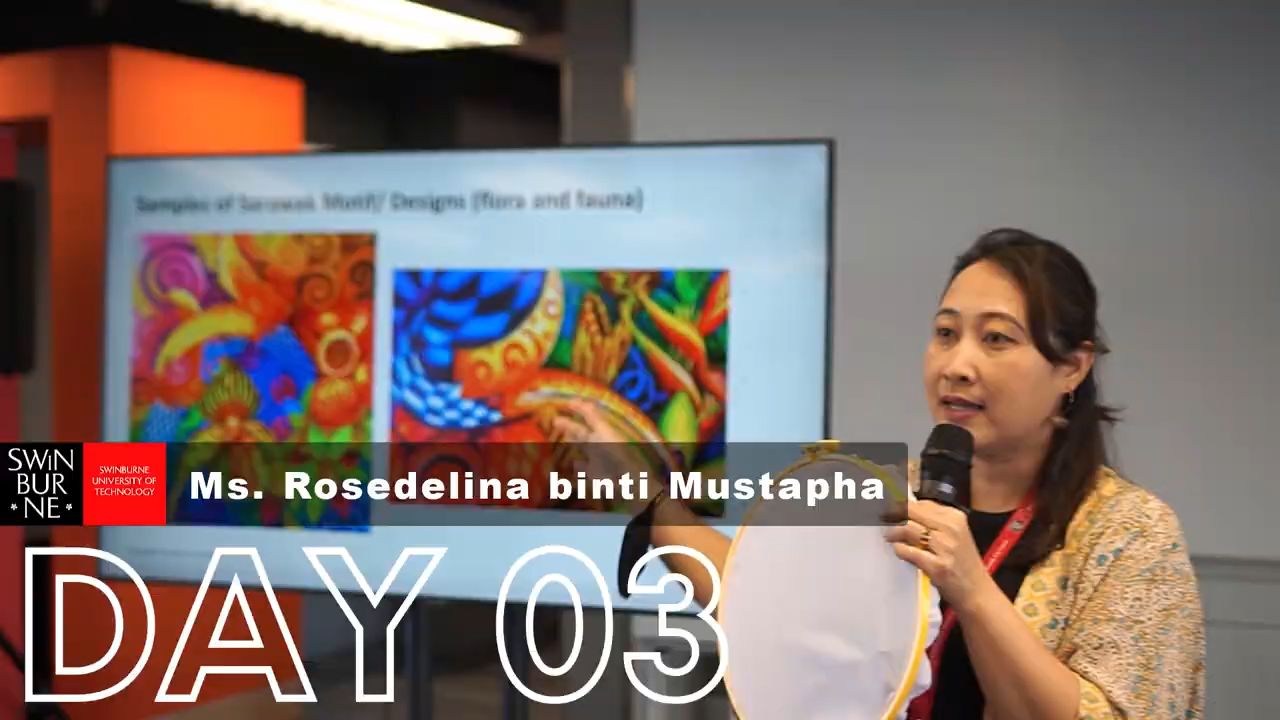 Samples of Sarawak Motif/ Designs (flora and fauna)
SWiN
BUR
NE
SWINBURNE
UNIVERSITY OF
TECHNOLOGY
Ms. Rosedelina binti Mustapha
DAY 03